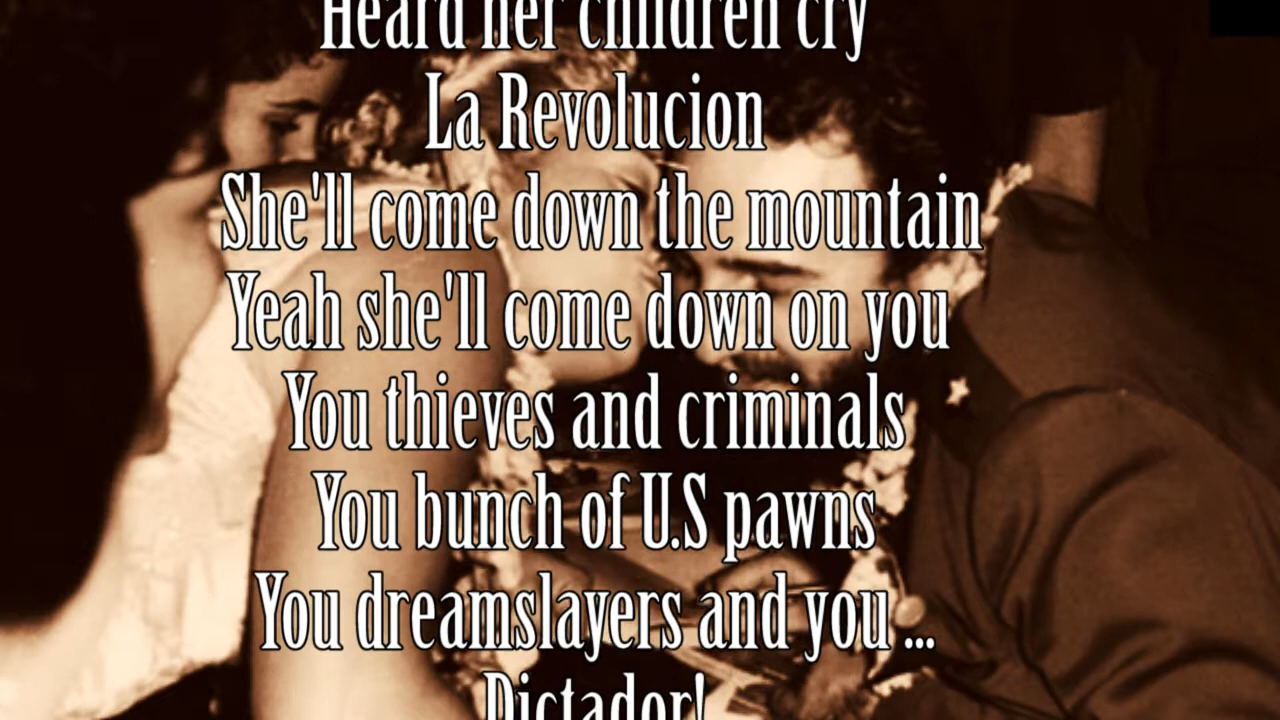 Heard her children cry
La Revolucion
She'll come down the mountain
Yeah she'll come down on you
You thieves and criminals
You bunch of U.S pawns
You dreamslayers and you ...
Dictador!